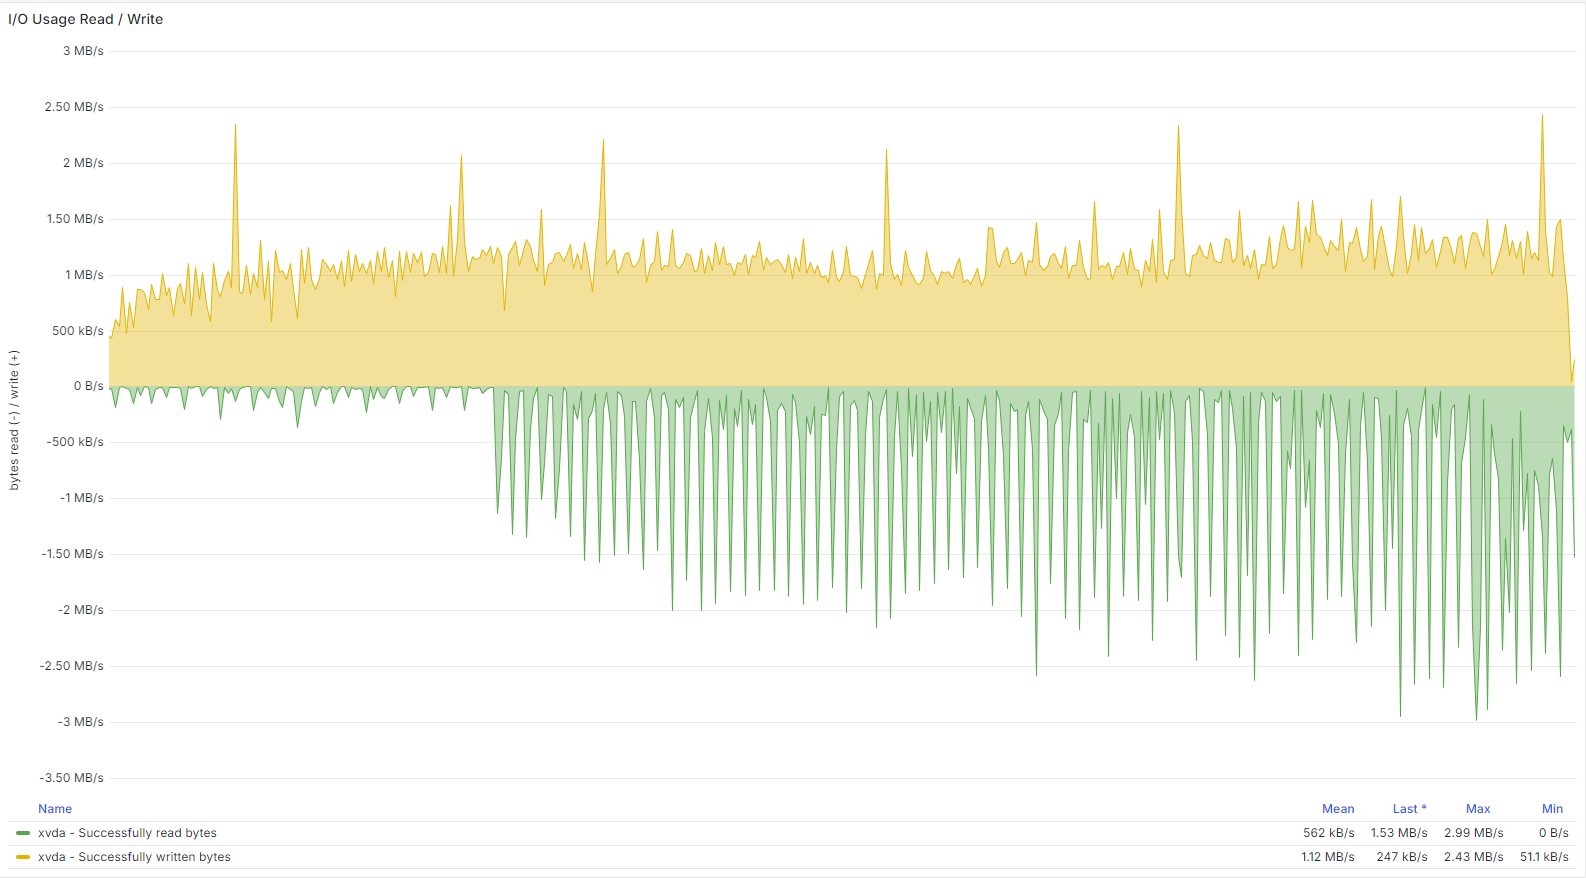 I/O Usage Read / Write
bytes read (-) / write (+)
3 MB/s
2.50 MB/s
2 MB/s
1.50 MB/s
1 MB/s
500 kB/s
0 B/s
-500 kB/s
-1 MB/s
-1.50 MB/s
-2 MB/s
-2.50 MB/s
-3 MB/s
-3.50 MB/s
Name Mean Last * Max Min
xvda - Successfully read bytes 562 kB/s 1.53 MB/s 2.99 MB/s 0 B/s
xvda - Successfully written bytes 1.12 MB/s 247 kB/s 2.43 MB/s 51.1 kB/s